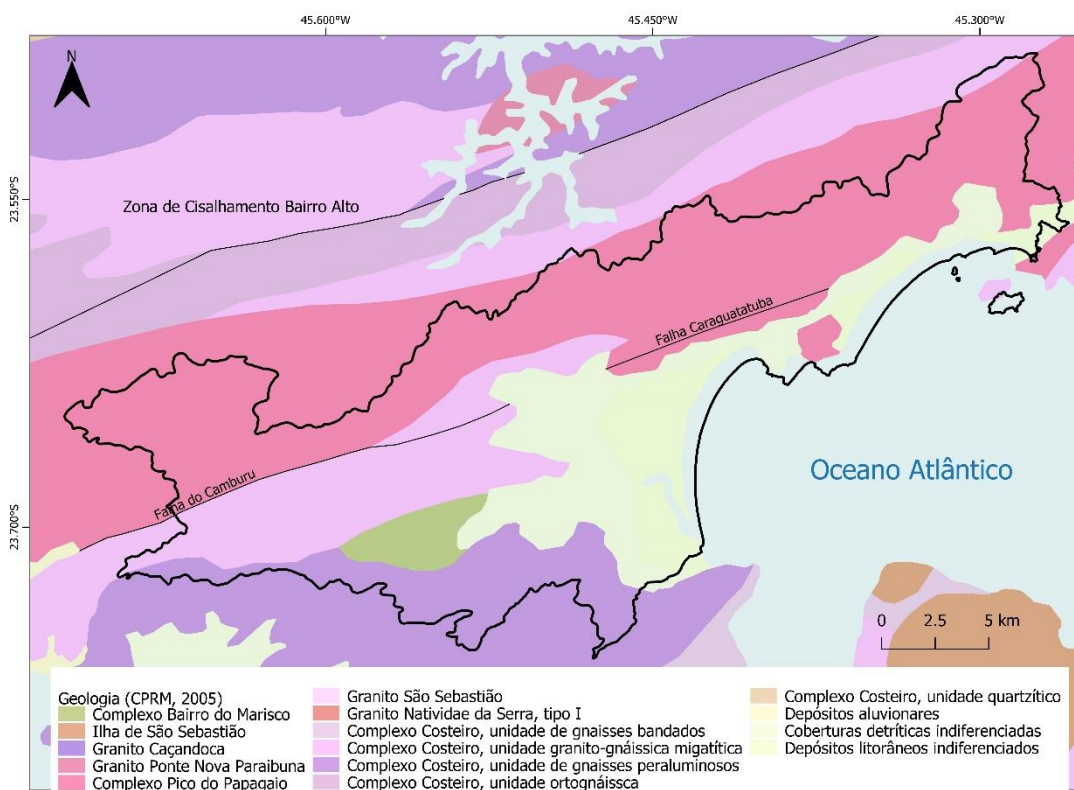 45.600°W
45.450°W
45.300°W
N
23.550°S
Zona de Cisalhamento Bairro Alto
Falha Caraguatatuba
Oceano Atlântico
Falha do Camburu
23.700°S
0 2.5 5 km
Geologia (CPRM, 2005)
Complexo Bairro do Marisco
Ilha de São Sebastião
Granito Caçandoca
Granito Ponte Nova Paraibuna
Complexo Pico do Papagaio
Granito São Sebastião
Granito Nativi­dae da Serra, tipo I
Complexo Costeiro, unidade de gnaisses bandados
Complexo Costeiro, unidade granito-gnáissica migatítica
Complexo Costeiro, unidade de gnaisses peraluminosos
Complexo Costeiro, unidade ortognáissca
Complexo Costeiro, unidade quartzítico
Depósitos aluvionares
Coberturas detríticas indiferenciadas
Depósitos litorâneos indiferenciados